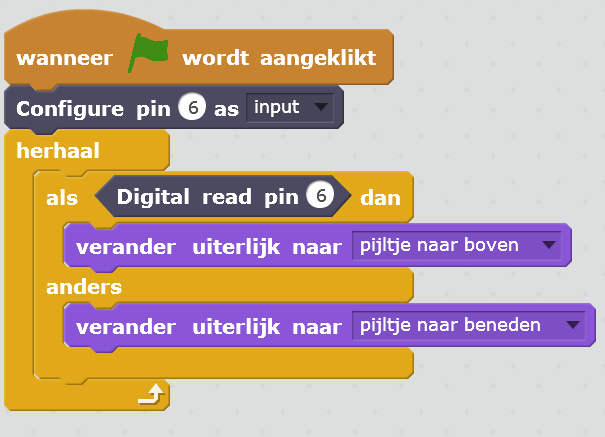 wanneer wordt aangeklikt
Configure pin 6 as input
herhaal
als Digital read pin 6 dan
verander uiterlijk naar pijltje naar boven
anders
verander uiterlijk naar pijltje naar beneden